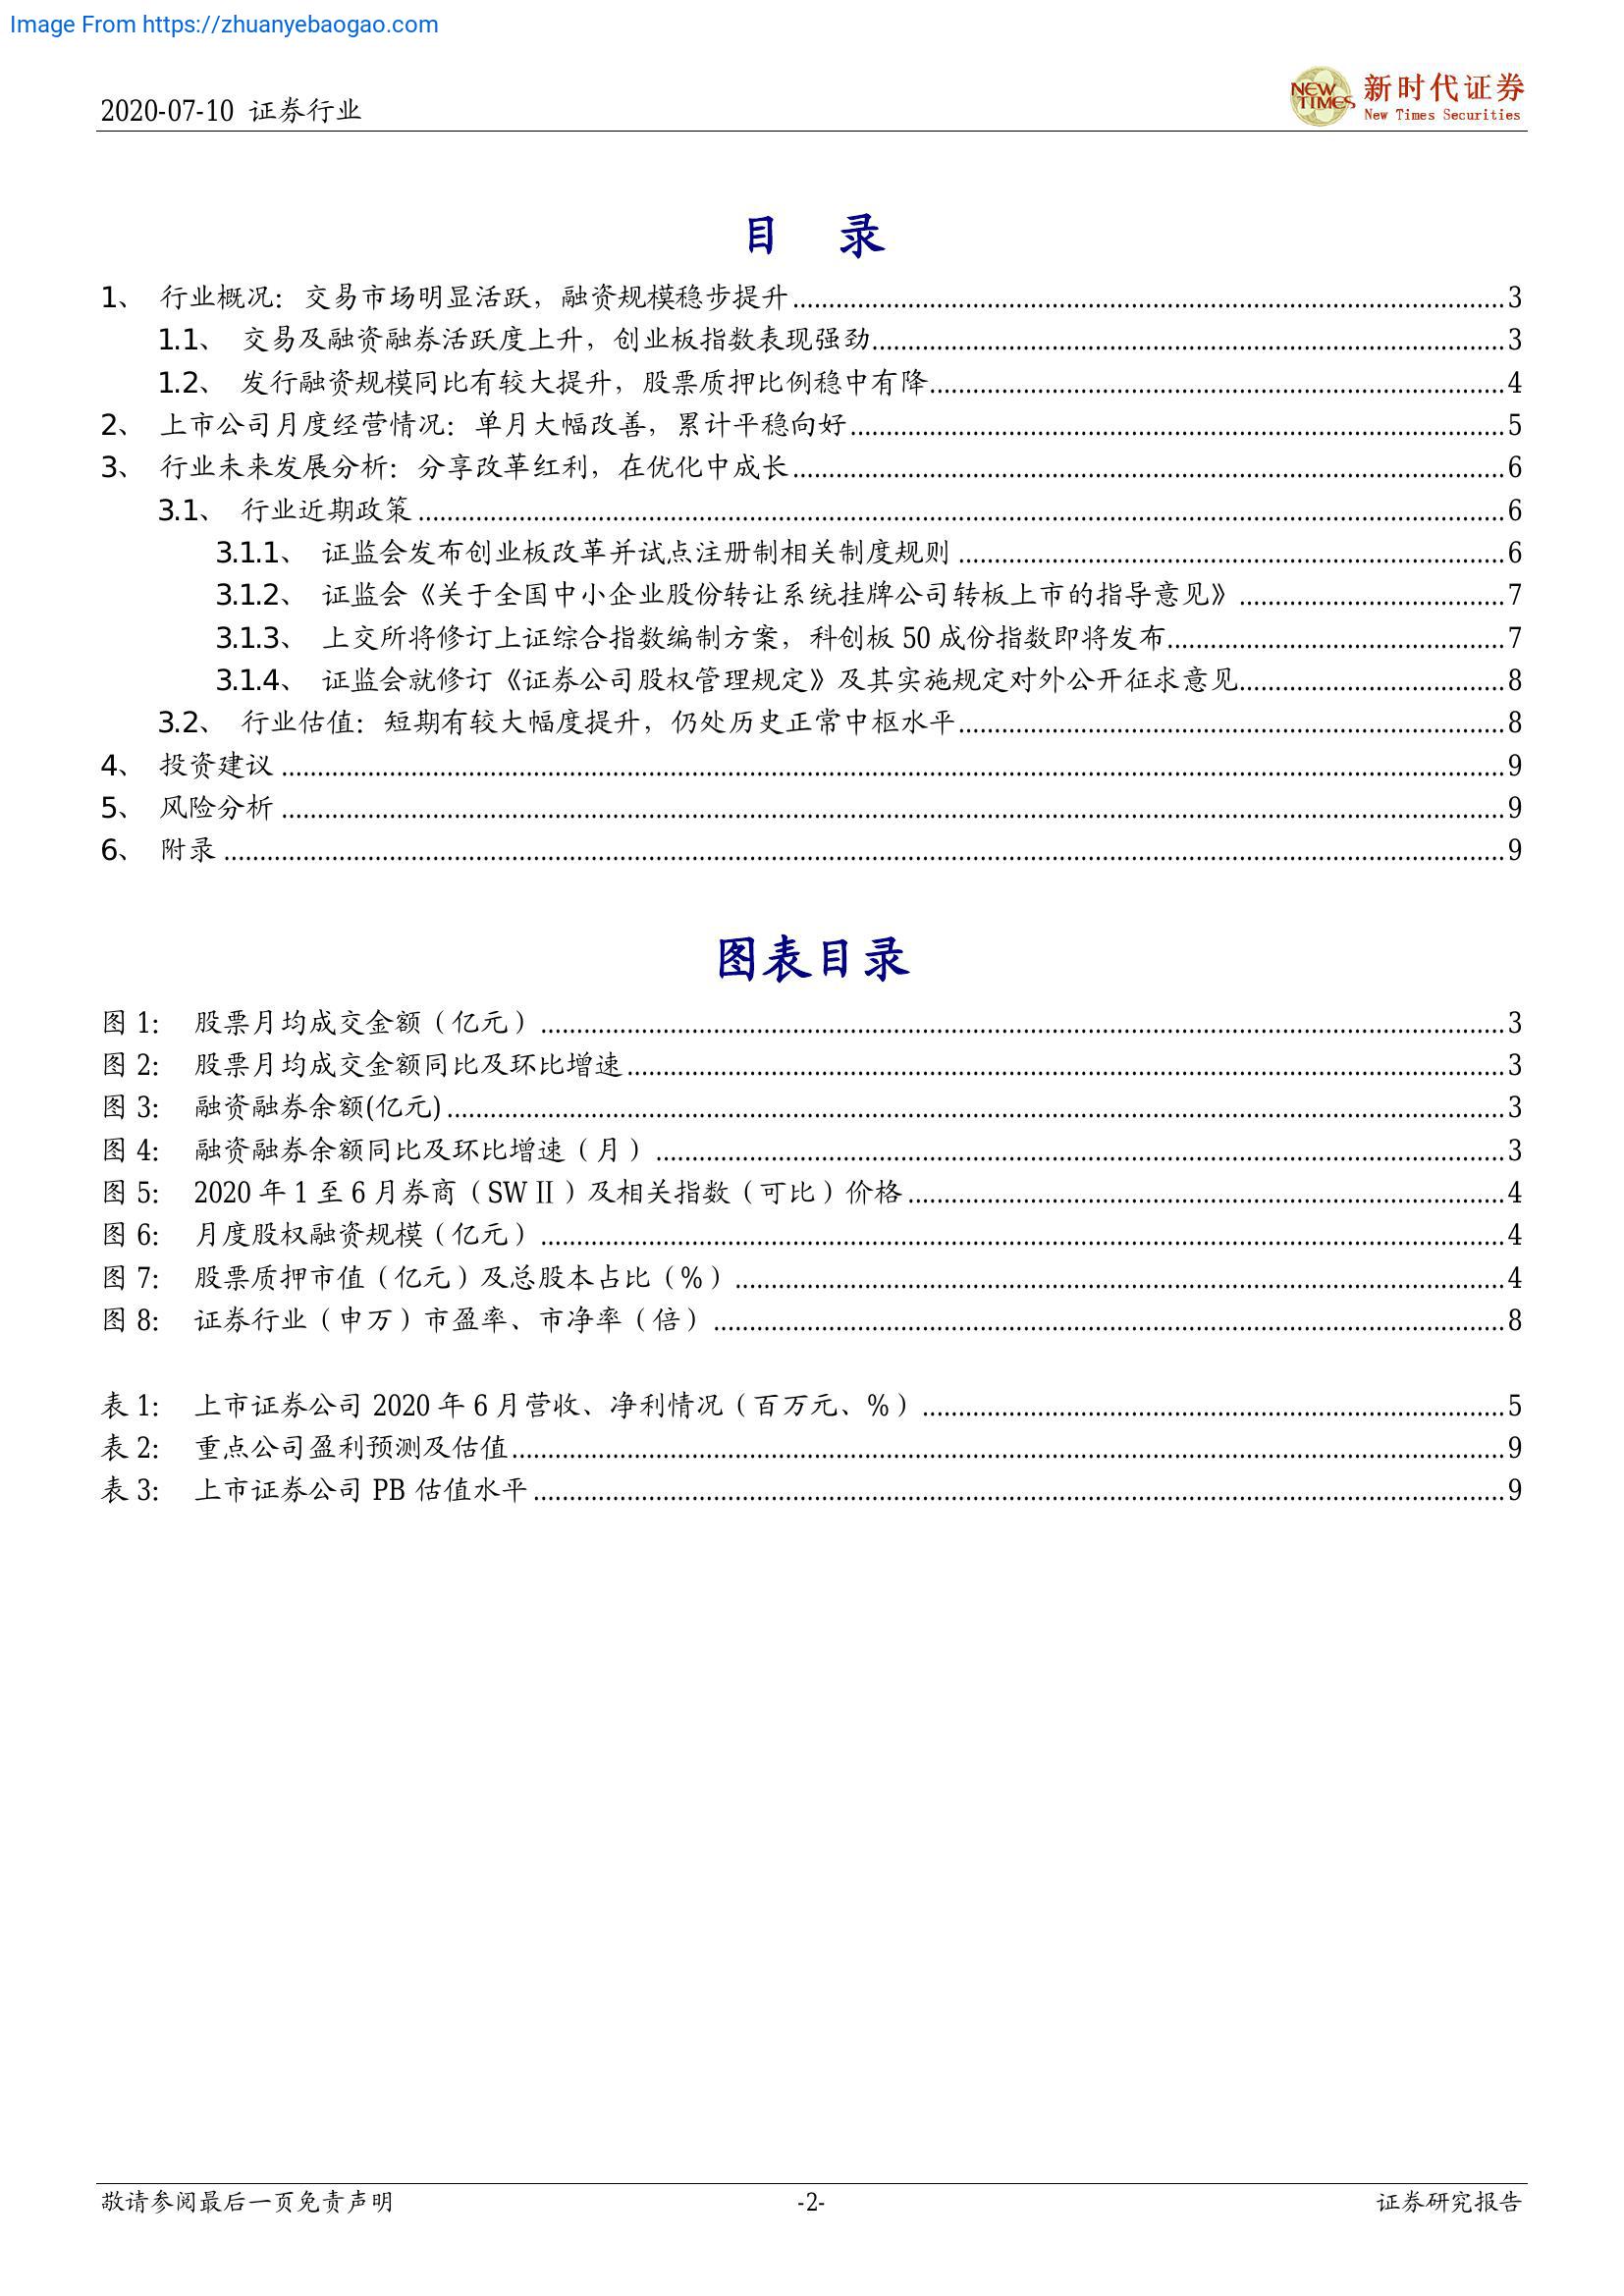 Image From https://zhuanyebaogao.com
2020-07-10 证券行业
NEW TIMES
新时代证券
New Times Securities
目 录
1、 行业概况：交易市场明显活跃，融资规模稳步提升 3
1.1、 交易及融资融券活跃度上升，创业板指数表现强劲 3
1.2、 发行融资规模同比有较大提升，股票质押比例稳中有降 4
2、 上市公司月度经营情况：单月大幅改善，累计平稳向好 5
3、 行业未来发展分析：分享改革红利，在优化中成长 6
3.1、 行业近期政策 6
3.1.1、 证监会发布创业板改革并试点注册制相关制度规则 6
3.1.2、 证监会《关于全国中小企业股份转让系统挂牌公司转板上市的指导意见》 7
3.1.3、 上交所将修订上证综合指数编制方案，科创板 50 成份指数即将发布 7
3.1.4、 证监会就修订《证券公司股权管理规定》及其实施规定对外公开征求意见 8
3.2、 行业估值：短期有较大幅度提升，仍处历史正常中枢水平 8
4、 投资建议 9
5、 风险分析 9
6、 附录 9
图表目录
图 1： 股票月均成交金额（亿元） 3
图 2： 股票月均成交金额同比及环比增速 3
图 3： 融资融券余额(亿元) 3
图 4： 融资融券余额同比及环比增速（月） 3
图 5： 2020 年 1 至 6 月券商（SW II）及相关指数（可比）价格 4
图 6： 月度股权融资规模（亿元） 4
图 7： 股票质押市值（亿元）及总股本占比（%） 4
图 8： 证券行业（申万）市盈率、市净率（倍） 8
表 1： 上市证券公司 2020 年 6 月营收、净利情况（百万元、%） 5
表 2： 重点公司盈利预测及估值 9
表 3： 上市证券公司 PB 估值水平 9
敬请参阅最后一页免责声明
-2-
证券研究报告